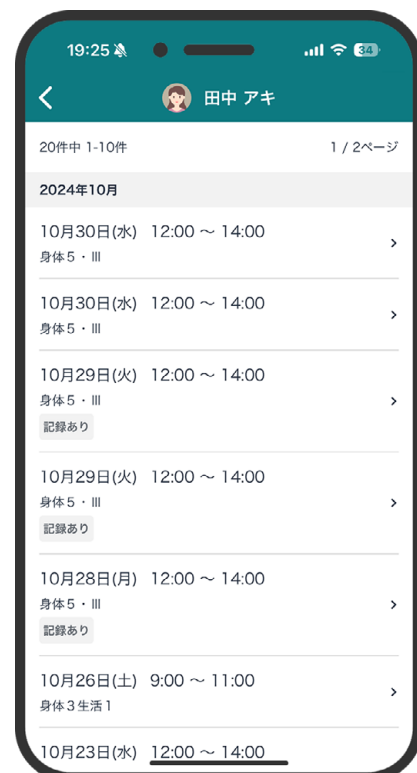 19:25
34
田中 アキ
20件中 1-10件 1 / 2ページ
2024年10月
10月30日(水) 12:00 〜 14:00
身体5・Ⅲ
10月30日(水) 12:00 〜 14:00
身体5・Ⅲ
10月29日(火) 12:00 〜 14:00
身体5・Ⅲ
記録あり
10月29日(火) 12:00 〜 14:00
身体5・Ⅲ
記録あり
10月28日(月) 12:00 〜 14:00
身体5・Ⅲ
記録あり
10月26日(土) 9:00 〜 11:00
身体3生活1
10月23日(水) 12:00 〜 14:00